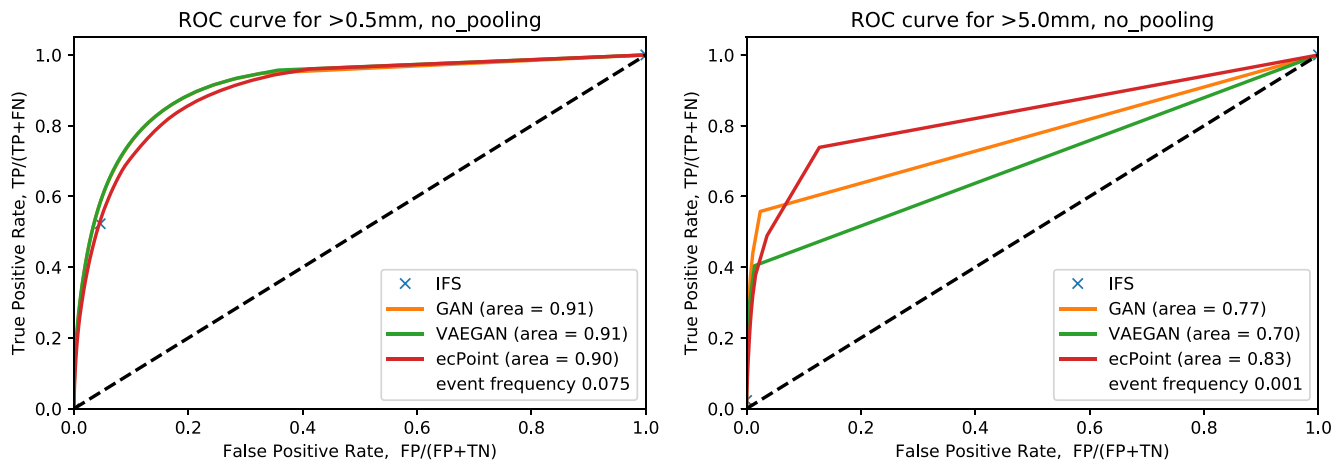 ROC curve for >0.5mm, no_pooling
True Positive Rate, TP/(TP+FN)
1.0
0.8
0.6
0.4
0.2
0.0
IFS
GAN (area = 0.91)
VAEGAN (area = 0.91)
ecPoint (area = 0.90)
event frequency 0.075
0.0 0.2 0.4 0.6 0.8 1.0
False Positive Rate, FP/(FP+TN)
ROC curve for >5.0mm, no_pooling
True Positive Rate, TP/(TP+FN)
1.0
0.8
0.6
0.4
0.2
0.0
IFS
GAN (area = 0.77)
VAEGAN (area = 0.70)
ecPoint (area = 0.83)
event frequency 0.001
0.0 0.2 0.4 0.6 0.8 1.0
False Positive Rate, FP/(FP+TN)